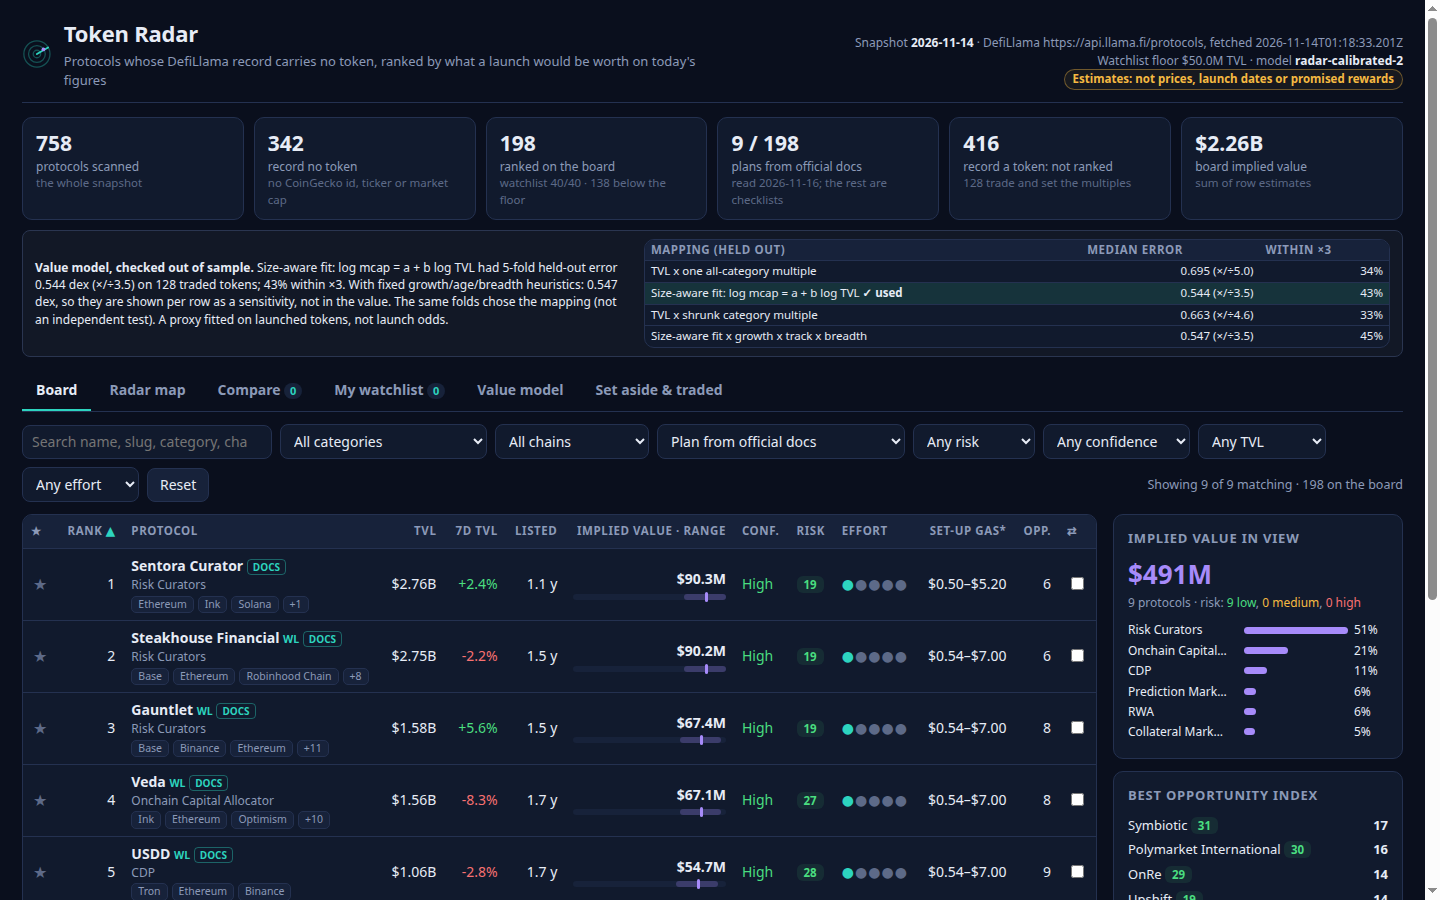 Token Radar
Protocols whose DefiLlama record carries no token, ranked by what a launch would be worth on today's
figures
Snapshot 2026-11-14 · DefiLlama https://api.llama.fi/protocols, fetched 2026-11-14T01:18:33.201Z
Watchlist floor $50.0M TVL · model radar-calibrated-2
Estimates: not prices, launch dates or promised rewards
758
protocols scanned
the whole snapshot
342
record no token
no CoinGecko id, ticker or market
cap
198
ranked on the board
watchlist 40/40 · 138 below the
floor
9 / 198
plans from official docs
read 2026-11-16; the rest are
checklists
416
record a token: not ranked
128 trade and set the multiples
$2.26B
board implied value
sum of row estimates
Value model, checked out of sample. Size-aware fit: log mcap = a + b log TVL had 5-fold held-out error
0.544 dex (×/÷3.5) on 128 traded tokens; 43% within ×3. With fixed growth/age/breadth heuristics: 0.547
dex, so they are shown per row as a sensitivity, not in the value. The same folds chose the mapping (not
an independent test). A proxy fitted on launched tokens, not launch odds.
MAPPING (HELD OUT) MEDIAN ERROR WITHIN ×3
TVL x one all-category multiple 0.695 (×/÷5.0) 34%
Size-aware fit: log mcap = a + b log TVL ✓ used 0.544 (×/÷3.5) 43%
TVL x shrunk category multiple 0.663 (×/÷4.6) 33%
Size-aware fit x growth x track x breadth 0.547 (×/÷3.5) 45%
Board Radar map Compare 0 My watchlist 0 Value model Set aside & traded
Search name, slug, category, cha All categories All chains Plan from official docs Any risk Any confidence Any TVL
Any effort Reset Showing 9 of 9 matching · 198 on the board
★ RANK ▲ PROTOCOL TVL 7D TVL LISTED IMPLIED VALUE · RANGE CONF. RISK EFFORT SET-UP GAS* OPP. ⇄
Sentora Curator DOCS
★ 1 Risk Curators $2.76B +2.4% 1.1 y $90.3M High 19 $0.50–$5.20 6
Ethereum Ink Solana +1
Steakhouse Financial WL DOCS
★ 2 Risk Curators $2.75B -2.2% 1.5 y $90.2M High 19 $0.54–$7.00 6
Base Ethereum Robinhood Chain +8
Gauntlet WL DOCS
★ 3 Risk Curators $1.58B +5.6% 1.5 y $67.4M High 19 $0.54–$7.00 8
Base Binance Ethereum +11
Veda WL DOCS
★ 4 Onchain Capital Allocator $1.56B -8.3% 1.7 y $67.1M High 27 $0.54–$7.00 8
Ink Ethereum Optimism +10
USDD WL DOCS
★ 5 CDP $1.06B -2.8% 1.7 y $54.7M High 28 $0.54–$7.00 9
Tron Ethereum Binance
IMPLIED VALUE IN VIEW
$491M
9 protocols · risk: 9 low, 0 medium, 0 high
Risk Curators 51%
Onchain Capital... 21%
CDP 11%
Prediction Mark... 6%
RWA 6%
Collateral Mark... 5%
BEST OPPORTUNITY INDEX
Symbiotic 31 17
Polymarket International 30 16
OnRe 29 14
Upshift 19 14